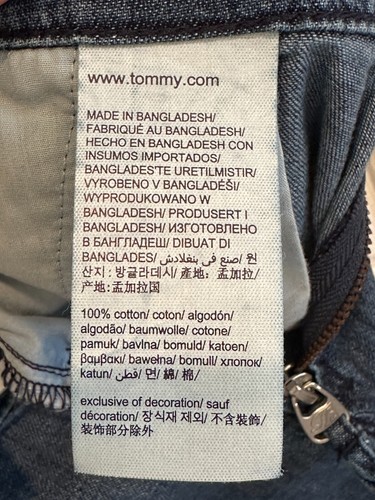 www.tommy.com
MADE IN BANGLADESH/
FABRIQUÉ AU BANGLADESH/
HECHO EN BANGLADESH CON
INSUMOS IMPORTADOS/
BANGLADES'TE URETILMISTIR/
VYROBENO V BANGLADÉŠI/
WYPRODUKOWANO W
BANGLADESH/ PRODUSERT I
BANGLADESH/ ИЗГОТОВЛЕНО
В БАНГЛАДЕШ/ DIBUAT DI
BANGLADES/ صنع في بنغلادش/ 원
산지 : 방글라데시/ 產地：孟加拉/
产地:孟加拉国
100% cotton/ coton/ algodón/
algodão/ baumwolle/ cotone/
pamuk/ bavlna/ bomuld/ katoen/
βαμβακι/ bawełna/ bomull/ хлопок/
katun/ قطن/ 면/ 綿/ 棉/
exclusive of decoration/ sauf
décoration/ 장식재 제외/ 不含裝飾/
装饰部分除外